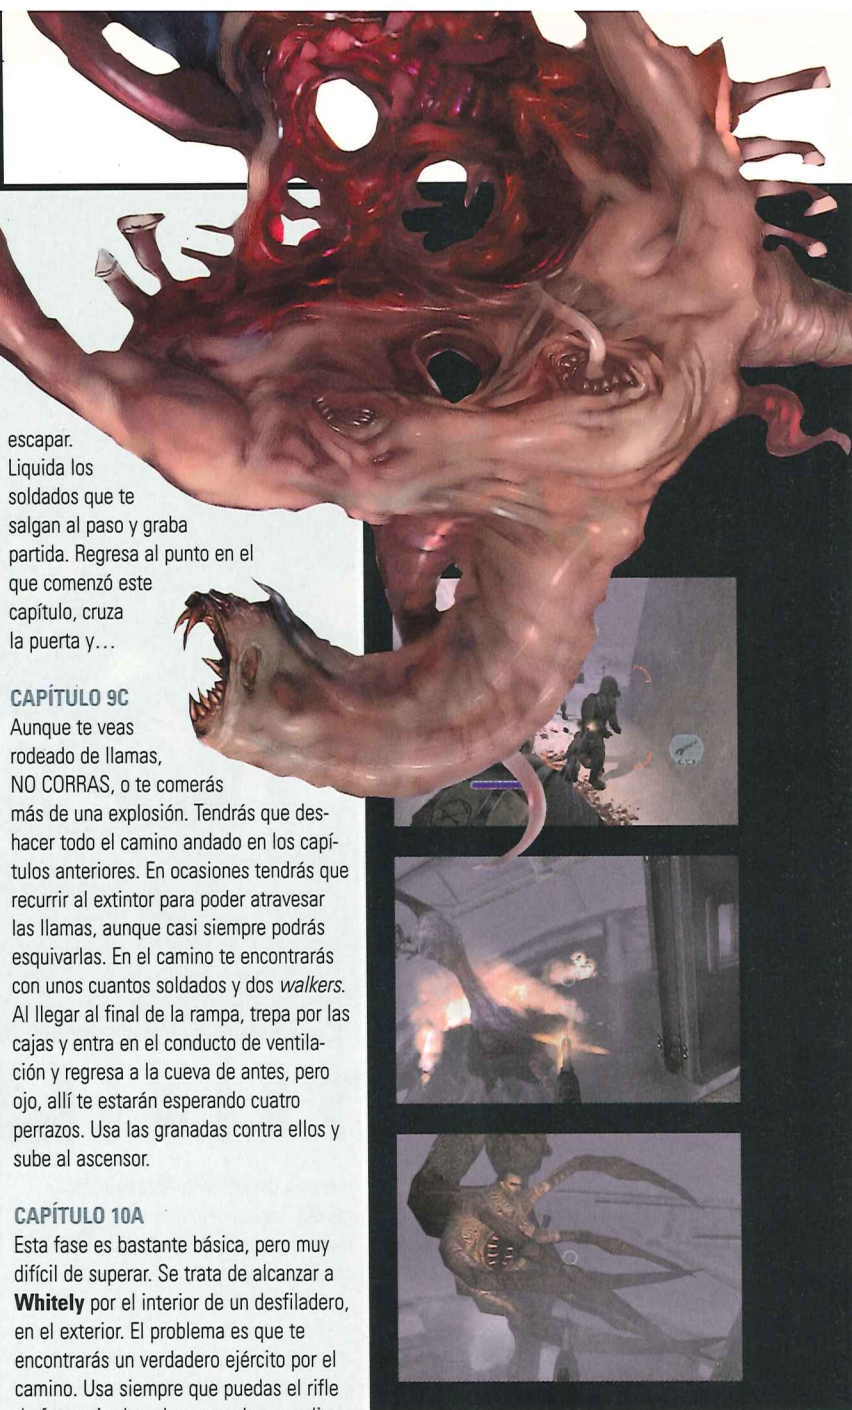 escapar.
Liquida los
soldados que te
salgan al paso y graba
partida. Regresa al punto en el
que comenzó este
capítulo, cruza
la puerta y…
CAPÍTULO 9C
Aunque te veas
rodeado de llamas,
NO CORRAS, o te comerás
más de una explosión. Tendrás que des-
hacer todo el camino andado en los capí-
tulos anteriores. En ocasiones tendrás que
recurrir al extintor para poder atravesar
las llamas, aunque casi siempre podrás
esquivarlas. En el camino te encontrarás
con unos cuantos soldados y dos walkers.
Al llegar al final de la rampa, trepa por las
cajas y entra en el conducto de ventila-
ción y regresa a la cueva de antes, pero
ojo, allí te estarán esperando cuatro
perrazos. Usa las granadas contra ellos y
sube al ascensor.
CAPÍTULO 10A
Esta fase es bastante básica, pero muy
difícil de superar. Se trata de alcanzar a
Whitely por el interior de un desfiladero,
en el exterior. El problema es que te
encontrarás un verdadero ejército por el
camino. Usa siempre que puedas el rifle